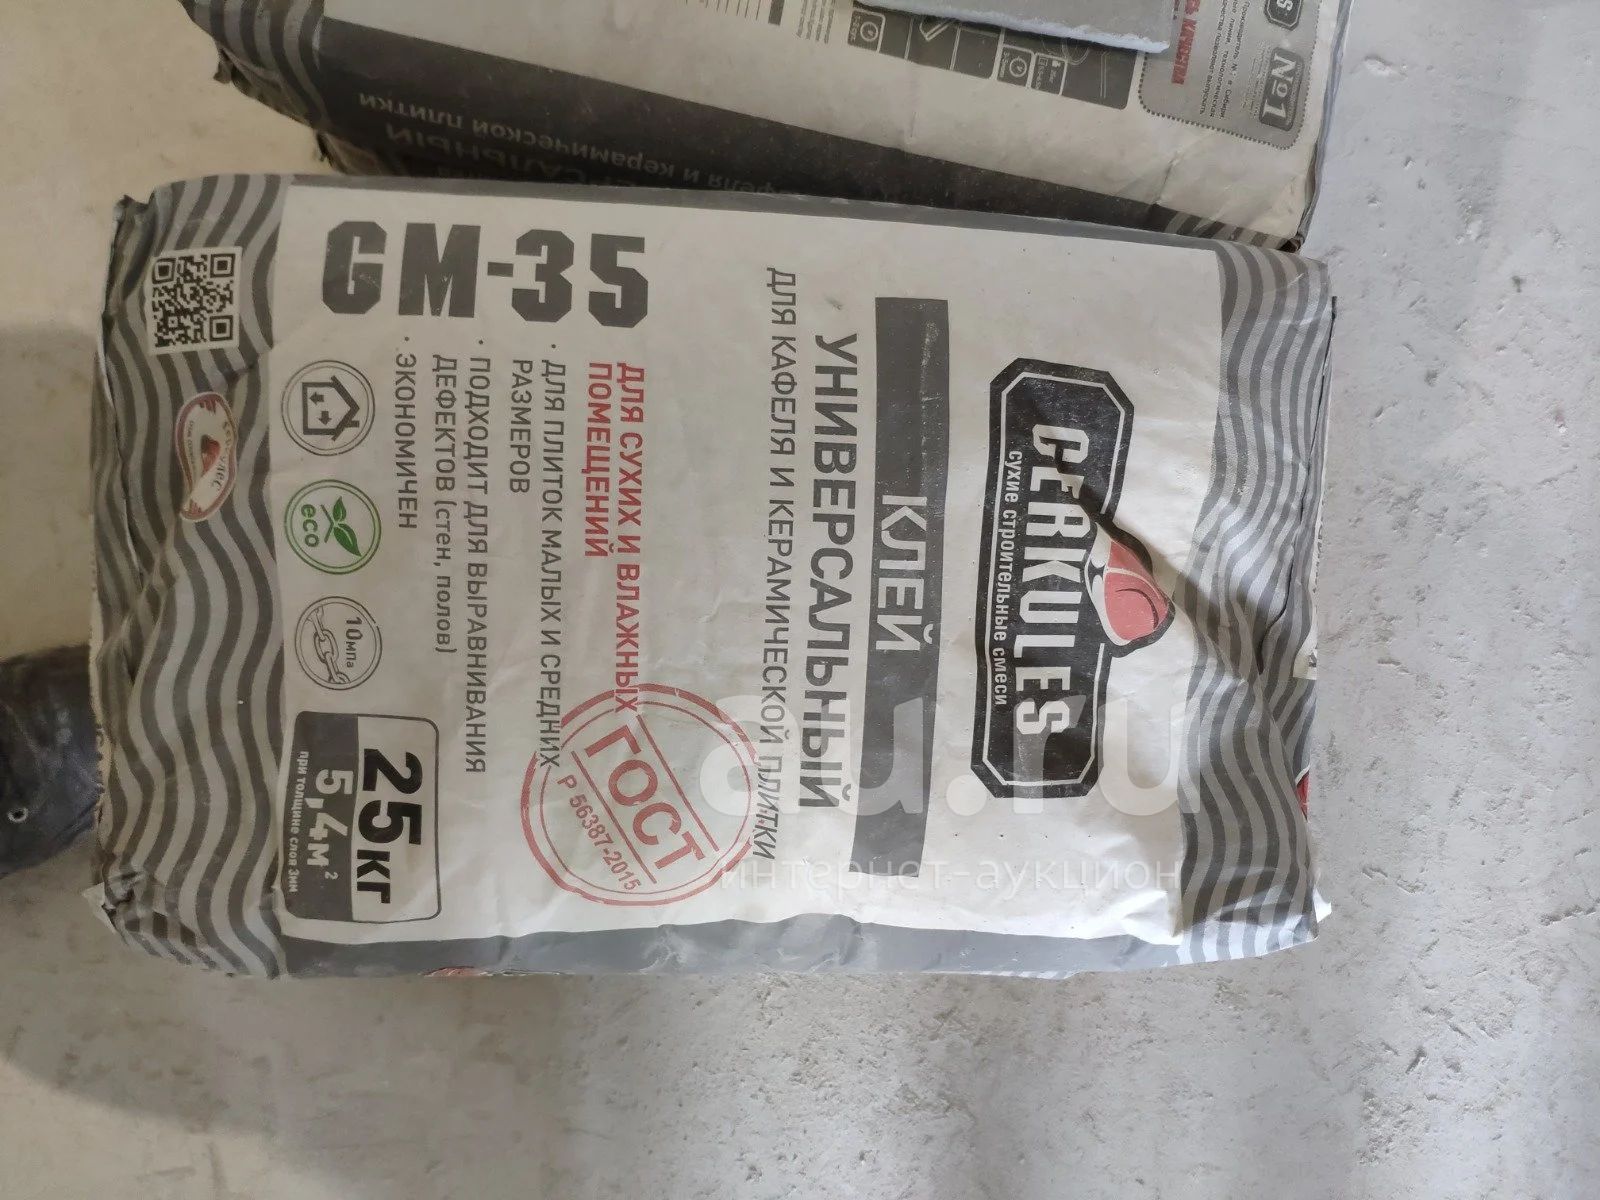 CERKULES
сухие строительные смеси
КЛЕЙ
УНИВЕРСАЛЬНЫЙ
ДЛЯ КАФЕЛЯ И КЕРАМИЧЕСКОЙ ПЛИТКИ
GM-35
ДЛЯ СУХИХ И ВЛАЖНЫХ
ПОМЕЩЕНИЙ
· ДЛЯ ПЛИТОК МАЛЫХ И СРЕДНИХ
РАЗМЕРОВ
· ПОДХОДИТ ДЛЯ ВЫРАВНИВАНИЯ
ДЕФЕКТОВ (стен, полов)
· ЭКОНОМИЧЕН
ГОСТ
Р 56387-2015
eco
10МПа
25кг
5,4м²
при толщине слоя 3мм
и керамической плитки
№1
au.ru
интернет-аукцион